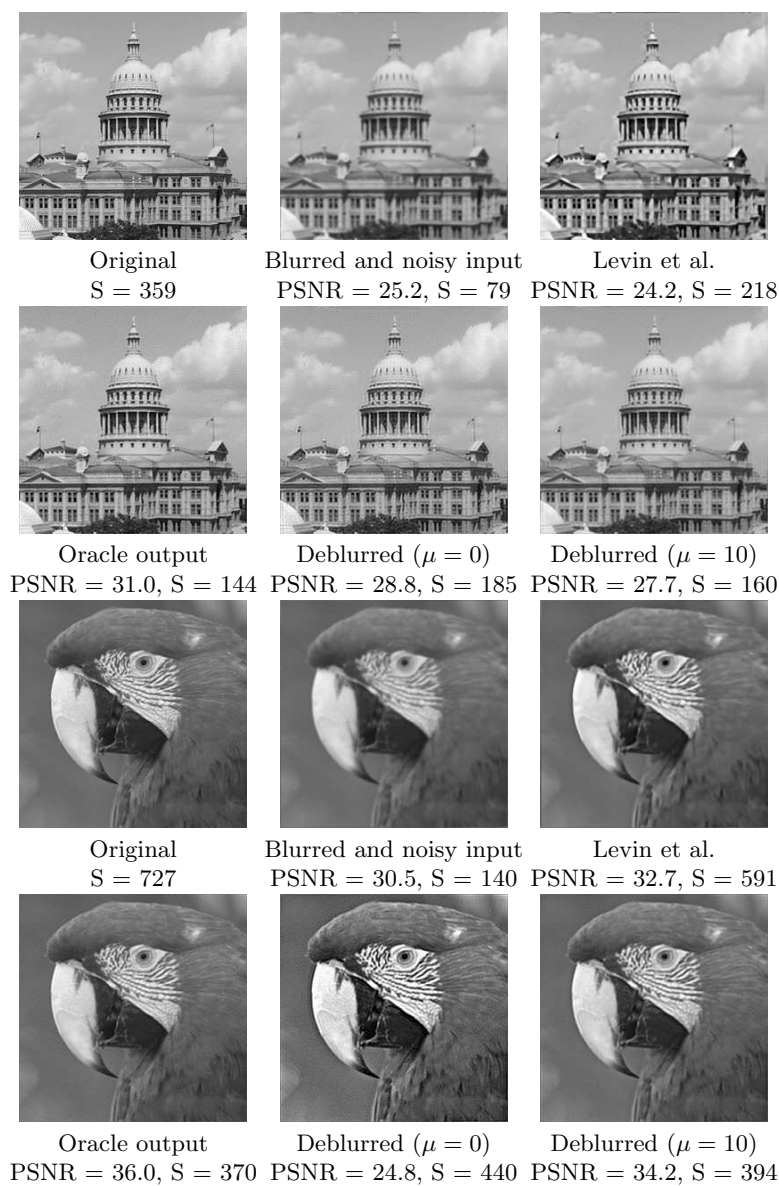 Original
S = 359
Blurred and noisy input
PSNR = 25.2, S = 79
Levin et al.
PSNR = 24.2, S = 218
Oracle output
PSNR = 31.0, S = 144
Deblurred (μ = 0)
PSNR = 28.8, S = 185
Deblurred (μ = 10)
PSNR = 27.7, S = 160
Original
S = 727
Blurred and noisy input
PSNR = 30.5, S = 140
Levin et al.
PSNR = 32.7, S = 591
Oracle output
PSNR = 36.0, S = 370
Deblurred (μ = 0)
PSNR = 24.8, S = 440
Deblurred (μ = 10)
PSNR = 34.2, S = 394